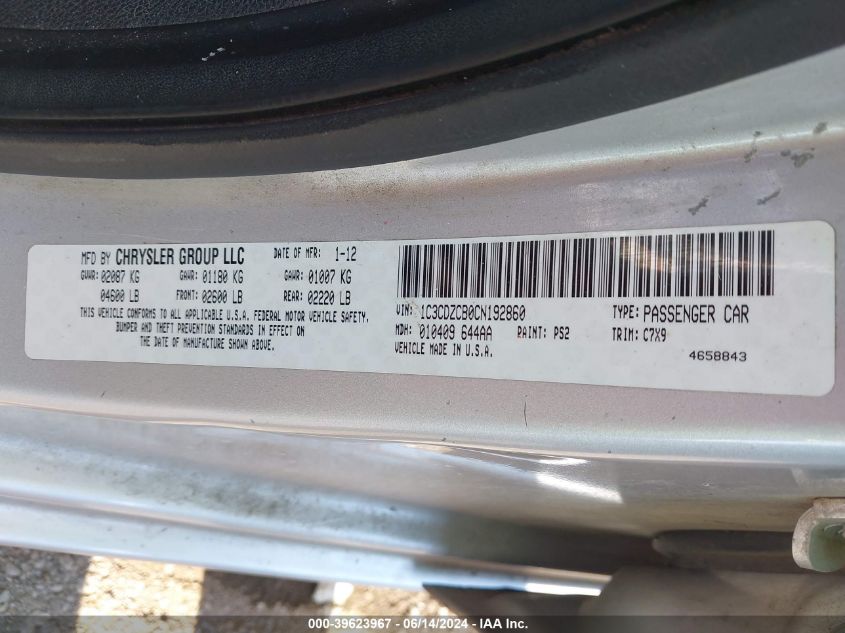 MFD BY CHRYSLER GROUP LLC DATE OF MFR: 1-12
GVWR: 02087 KG GAWR: 01180 KG GAWR: 01007 KG
04600 LB FRONT: 02600 LB REAR: 02220 LB
THIS VEHICLE CONFORMS TO ALL APPLICABLE U.S.A. FEDERAL MOTOR VEHICLE SAFETY,
BUMPER AND THEFT PREVENTION STANDARDS IN EFFECT ON
THE DATE OF MANUFACTURE SHOWN ABOVE.
VIN: 1C3CDZCB0CN192860 TYPE: PASSENGER CAR
MDH: 010409 644AA PAINT: PS2 TRIM: C7X9
VEHICLE MADE IN U.S.A. 4658843
000-39623967 - 06/14/2024 - IAA Inc.